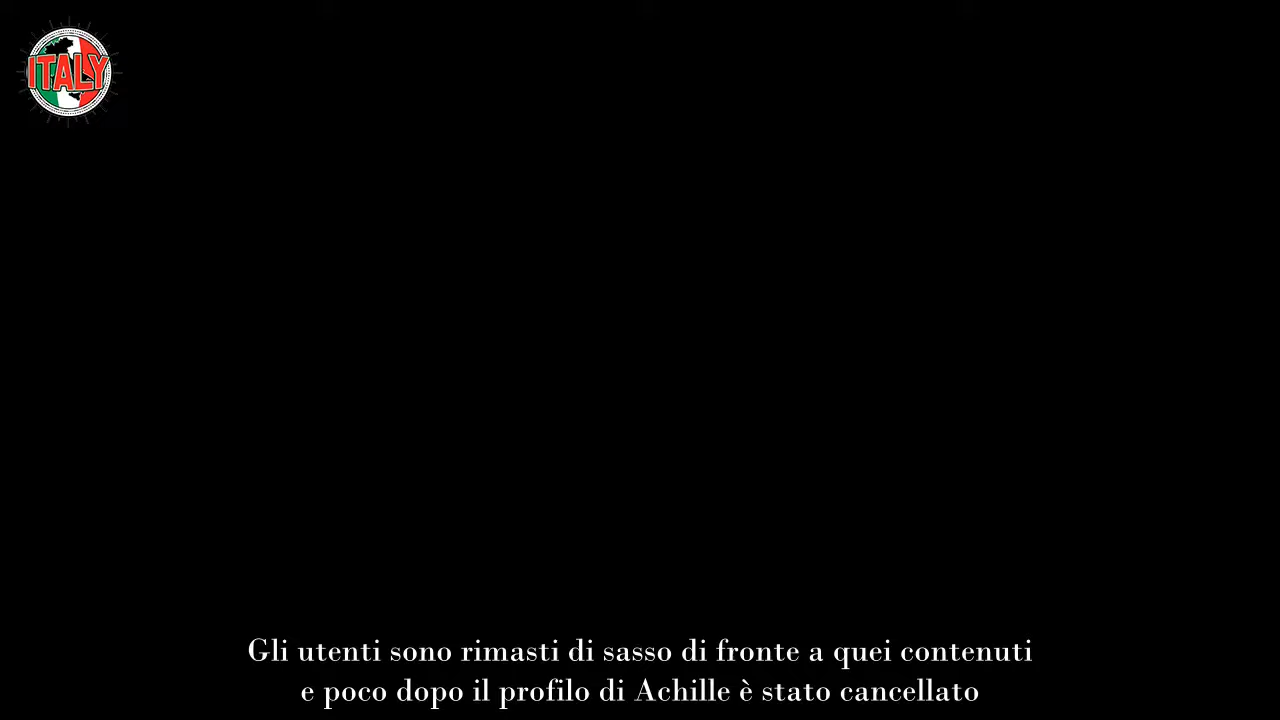 ITALY
Gli utenti sono rimasti di sasso di fronte a quei contenuti
e poco dopo il profilo di Achille è stato cancellato